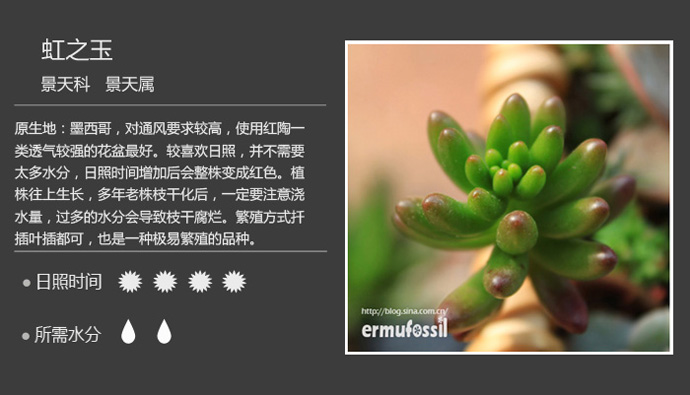 虹之玉
景天科 景天属
原生地：墨西哥，对通风要求较高，使用红陶一
类透气较强的花盆最好。较喜欢日照，并不需要
太多水分，日照时间增加后会整株变成红色。植
株往上生长，多年老株枝干化后，一定要注意浇
水量，过多的水分会导致枝干腐烂。繁殖方式扦
插叶插都可，也是一种极易繁殖的品种。
日照时间
所需水分
http://blog.sina.com.cn/
ermufossil